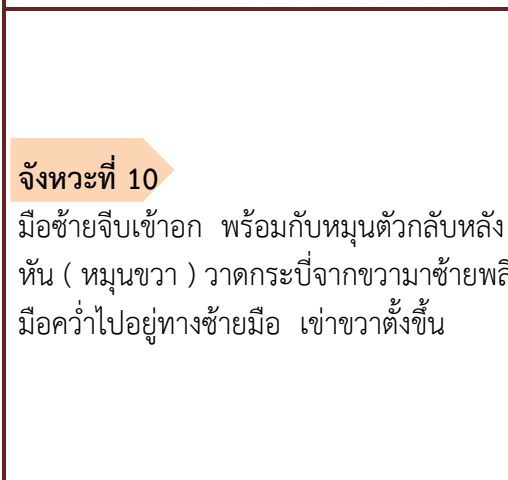 จังหวะที่ 10
มือซ้ายจีบเข้าอก พร้อมกับหมุนตัวกลับหลัง
หัน ( หมุนขวา ) วาดกระบี่จากขวามาซ้ายพลิ
มือคว่ำไปอยู่ทางซ้ายมือ เข่าขวาตั้งขึ้น